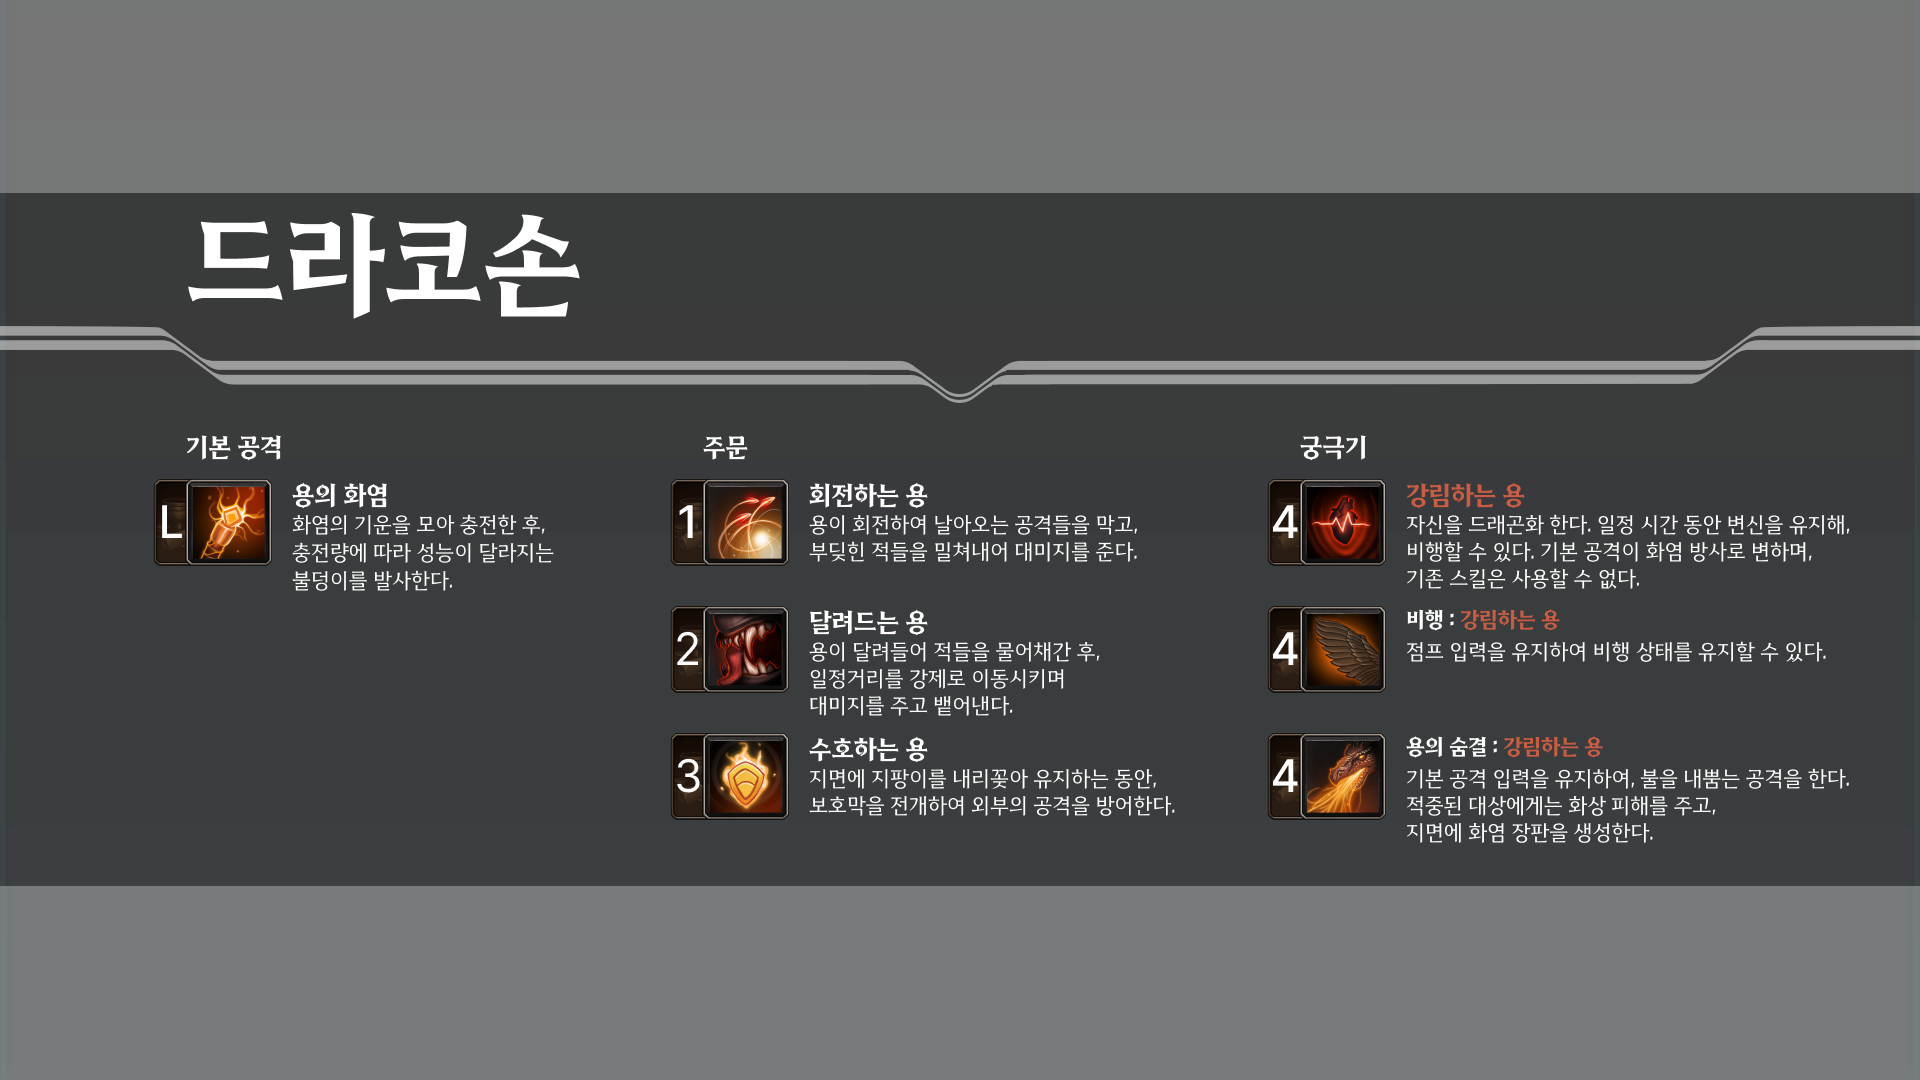 드라코손
기본 공격
L
용의 화염
화염의 기운을 모아 충전한 후,
충전량에 따라 성능이 달라지는
불덩이를 발사한다.
주문
1
회전하는 용
용이 회전하여 날아오는 공격들을 막고,
부딪힌 적들을 밀쳐내어 대미지를 준다.
2
달려드는 용
용이 달려들어 적들을 물어채간 후,
일정거리를 강제로 이동시키며
대미지를 주고 뱉어낸다.
3
수호하는 용
지면에 지팡이를 내리꽂아 유지하는 동안,
보호막을 전개하여 외부의 공격을 방어한다.
궁극기
4
강림하는 용
자신을 드래곤화 한다. 일정 시간 동안 변신을 유지해,
비행할 수 있다. 기본 공격이 화염 방사로 변하며,
기존 스킬은 사용할 수 없다.
4
비행 : 강림하는 용
점프 입력을 유지하여 비행 상태를 유지할 수 있다.
4
용의 숨결 : 강림하는 용
기본 공격 입력을 유지하여, 불을 내뿜는 공격을 한다.
적중된 대상에게는 화상 피해를 주고,
지면에 화염 장판을 생성한다.